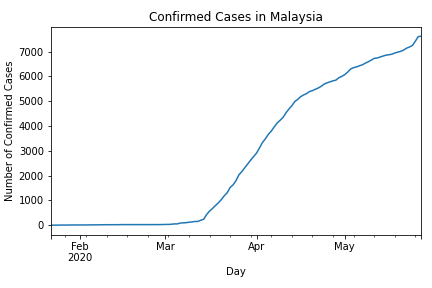 Confirmed Cases in Malaysia
Number of Confirmed Cases
7000
6000
5000
4000
3000
2000
1000
0
Feb Mar Apr May
2020
Day